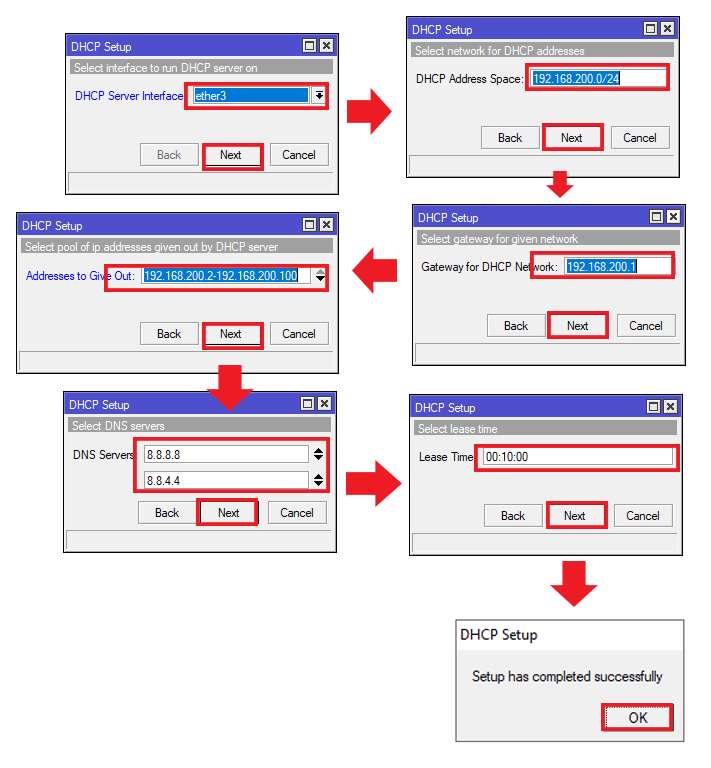 DHCP Setup
Select interface to run DHCP server on
DHCP Server Interface
ether3
Back Next Cancel
DHCP Setup
Select network for DHCP addresses
DHCP Address Space: 192.168.200.0/24
Back Next Cancel
DHCP Setup
Select gateway for given network
Gateway for DHCP Network: 192.168.200.1
Back Next Cancel
DHCP Setup
Select pool of ip addresses given out by DHCP server
Addresses to Give Out: 192.168.200.2-192.168.200.100
Back Next Cancel
DHCP Setup
Select DNS servers
DNS Servers 8.8.8.8
8.8.4.4
Back Next Cancel
DHCP Setup
Select lease time
Lease Time 00:10:00
Back Next Cancel
DHCP Setup
Setup has completed successfully
OK